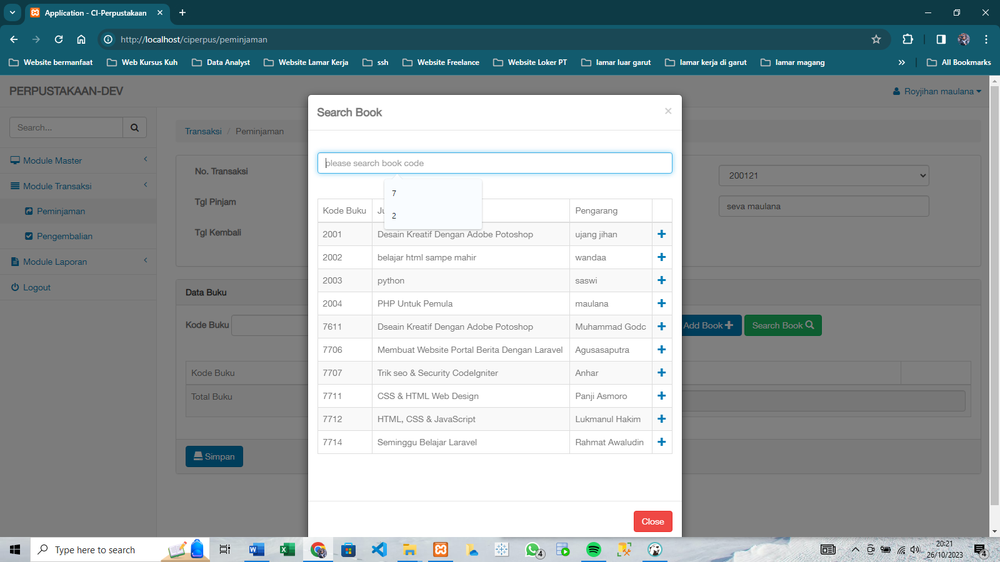 Application - CI-Perpustakaan
http://localhost/ciperpus/peminjaman
Website bermanfaat
Web Kursus Kuh
Data Analyst
Website Lamar Kerja
ssh
Website Freelance
Website Loker PT
lamar luar garut
lamar kerja di garut
lamar magang
All Bookmarks
PERPUSTAKAAN-DEV
Royjihan maulana
Search...
Module Master
Module Transaksi
Peminjaman
Pengembalian
Module Laporan
Logout
Transaksi / Peminjaman
No. Transaksi
Tgl Pinjam
Tgl Kembali
200121
seva maulana
Data Buku
Kode Buku
Add Book
Search Book
Kode Buku
Total Buku
Simpan
Search Book
×
please search book code
7
2
Kode Buku Ju Pengarang
2001 Desain Kreatif Dengan Adobe Potoshop ujang jihan
2002 belajar html sampe mahir wandaa
2003 python saswi
2004 PHP Untuk Pemula maulana
7611 Dseain Kreatif Dengan Adobe Potoshop Muhammad Godc
7706 Membuat Website Portal Berita Dengan Laravel Agusasaputra
7707 Trik seo & Security CodeIgniter Anhar
7711 CSS & HTML Web Design Panji Asmoro
7712 HTML, CSS & JavaScript Lukmanul Hakim
7714 Seminggu Belajar Laravel Rahmat Awaludin
Close
Type here to search
4
20:21
26/10/2023
4